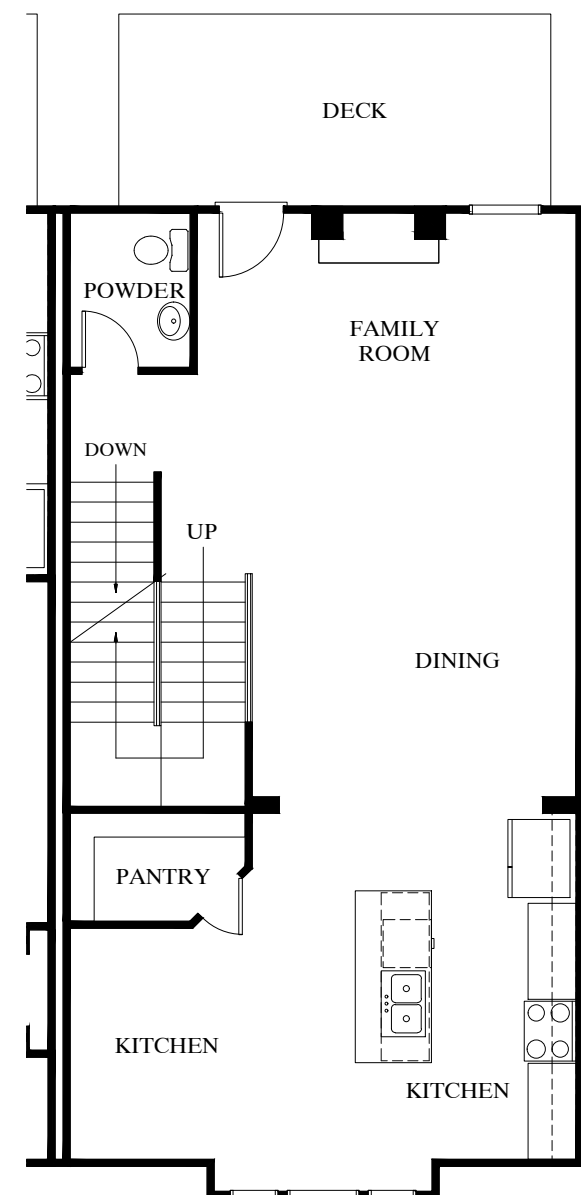 DECK
POWDER
FAMILY
ROOM
DOWN
UP
DINING
PANTRY
KITCHEN
KITCHEN